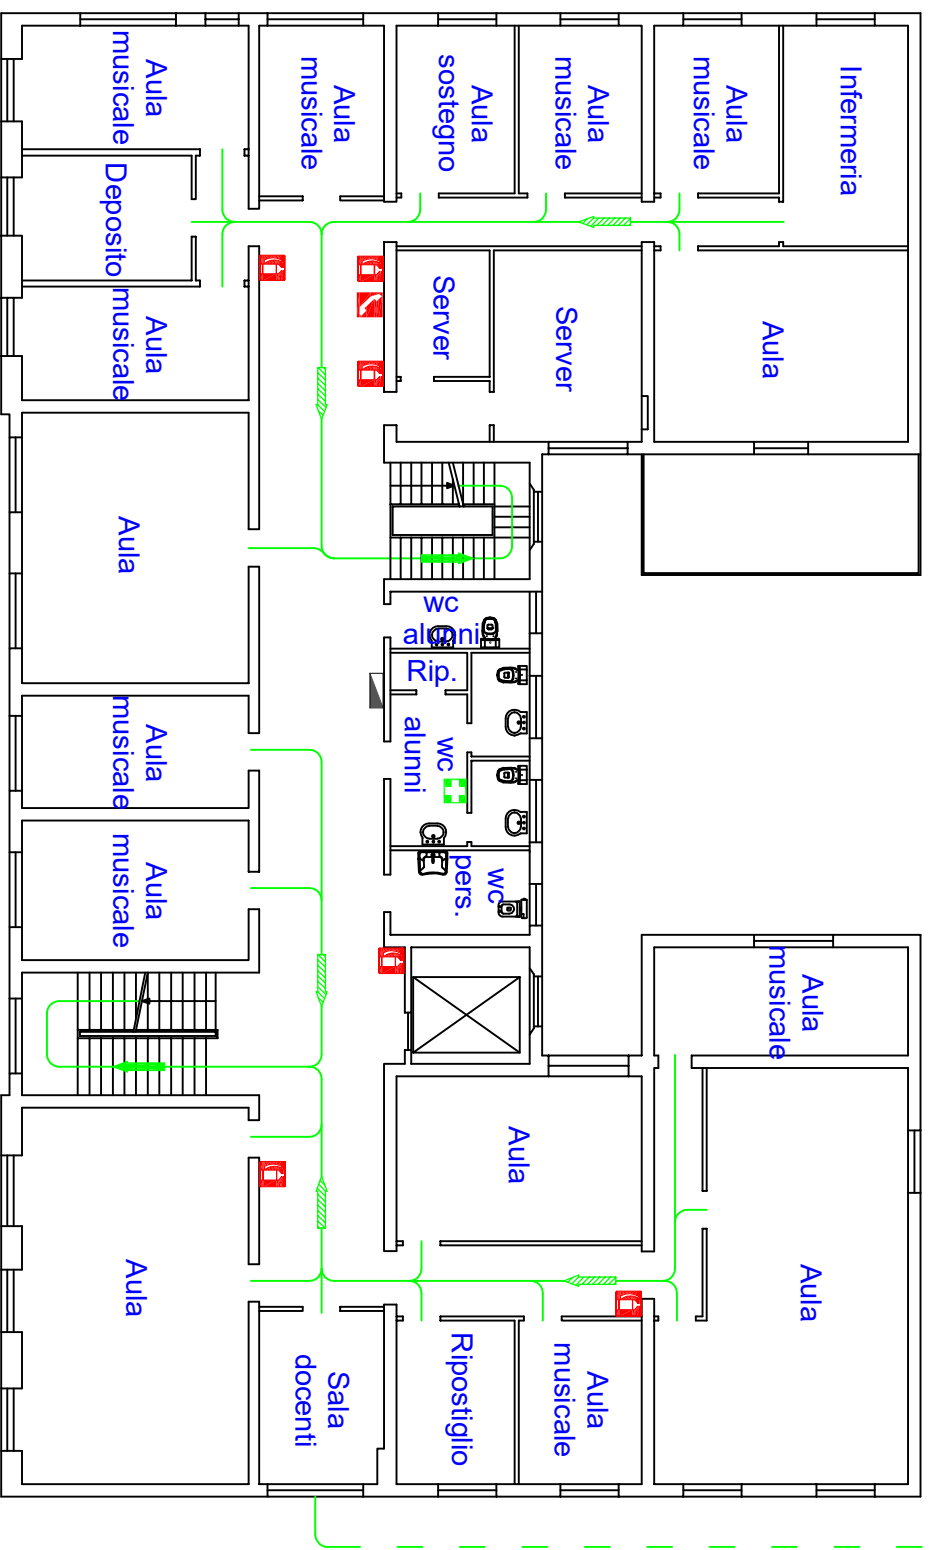 Aula
musicale
Aula
musicale
Aula
sostegno
Aula
musicale
Aula
musicale
Infermeria
Deposito
Aula
musicale
Server
Server
Aula
Aula
wc
alunni
Rip.
wc
alunni
wc
pers.
Aula
musicale
Aula
musicale
Aula
musicale
Aula
Aula
Aula
Sala
docenti
Ripostiglio
Aula
musicale